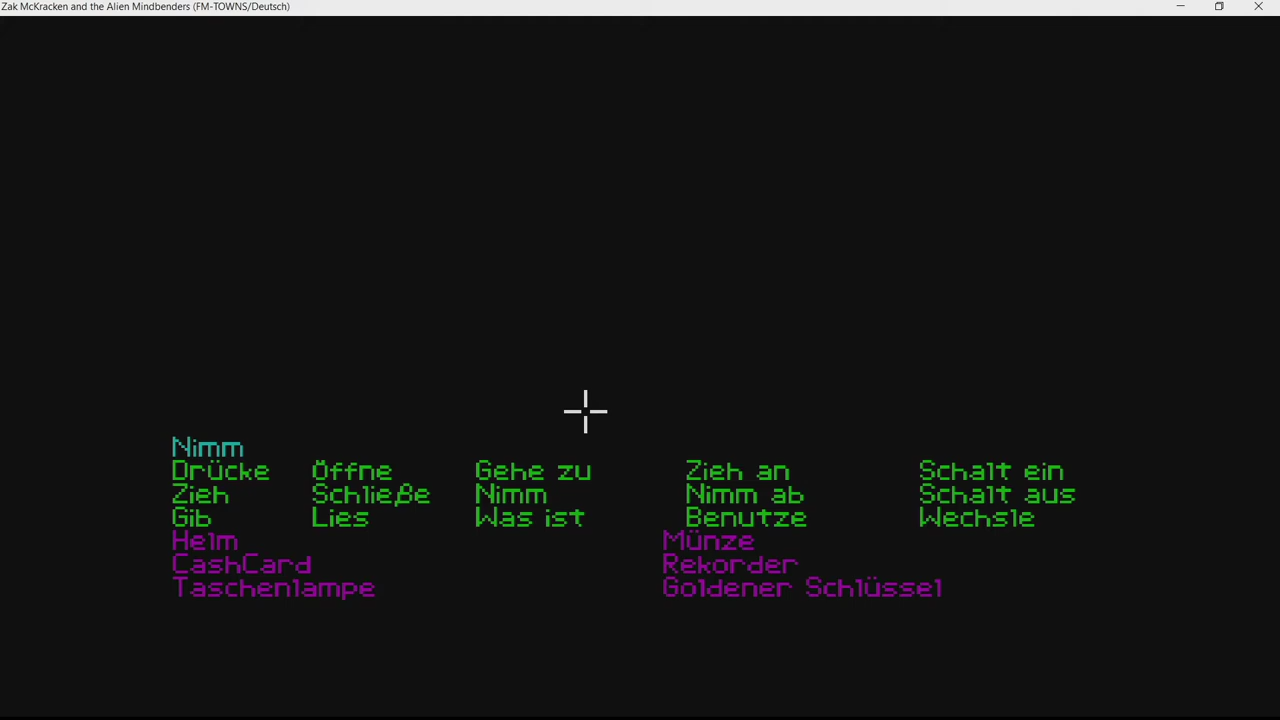 Zak McKracken and the Alien Mindbenders (FM-TOWNS/Deutsch)
Nimm
Drücke Öffne Gehe zu Zieh an Schalt ein
Zieh Schließe Nimm Nimm ab Schalt aus
Gib Lies Was ist Benutze Wechsle
Helm Münze
CashCard Rekorder
Taschenlampe Goldener Schlüssel